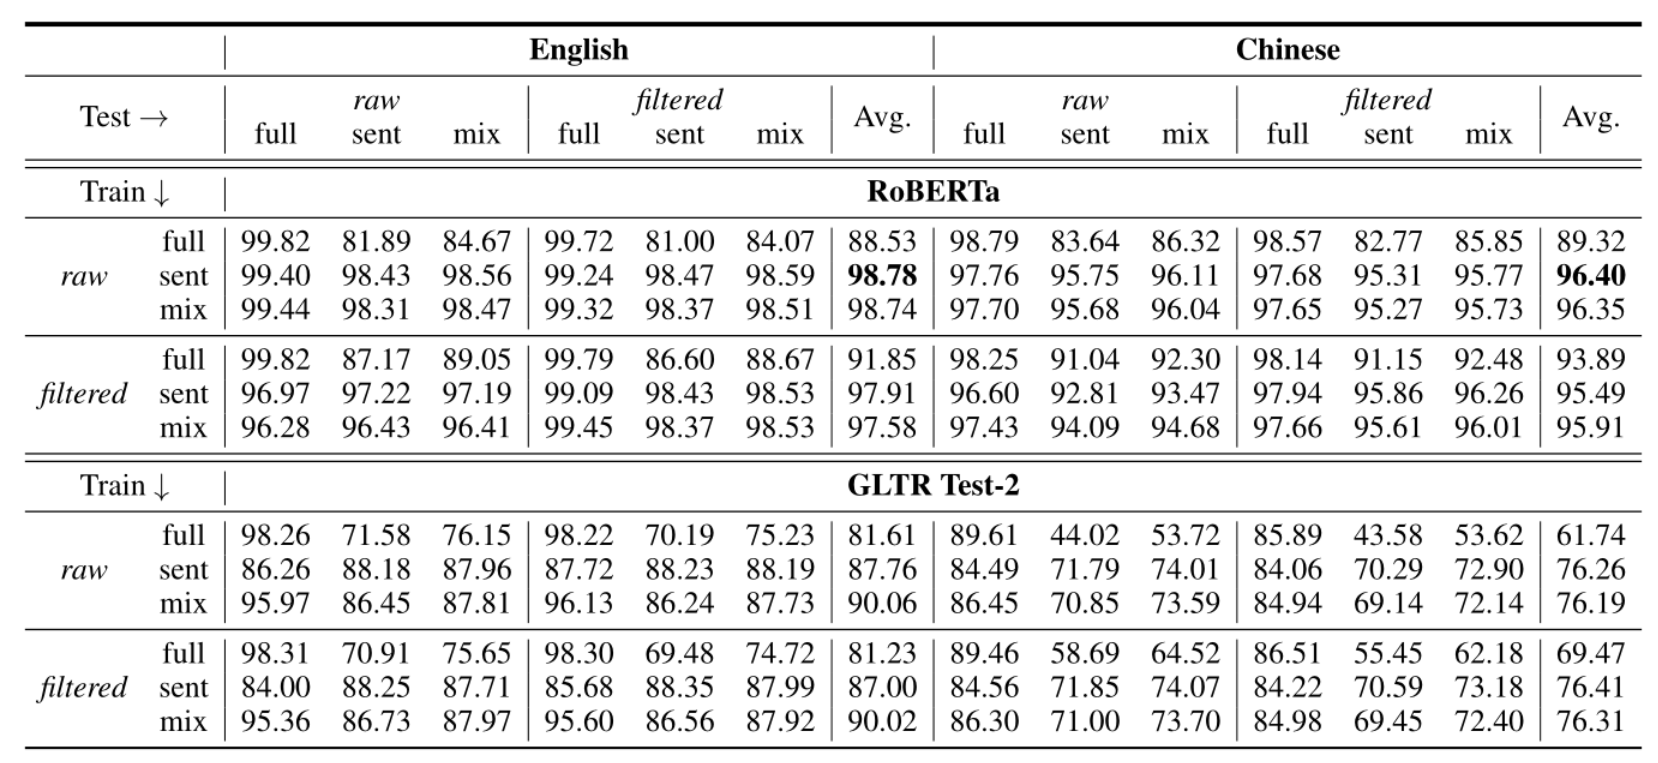 English Chinese
Test → raw filtered Avg. raw filtered Avg.
full sent mix full sent mix full sent mix full sent mix
Train ↓ RoBERTa
full 99.82 81.89 84.67 99.72 81.00 84.07 88.53 98.79 83.64 86.32 98.57 82.77 85.85 89.32
raw sent 99.40 98.43 98.56 99.24 98.47 98.59 98.78 97.76 95.75 96.11 97.68 95.31 95.77 96.40
mix 99.44 98.31 98.47 99.32 98.37 98.51 98.74 97.70 95.68 96.04 97.65 95.27 95.73 96.35
full 99.82 87.17 89.05 99.79 86.60 88.67 91.85 98.25 91.04 92.30 98.14 91.15 92.48 93.89
filtered sent 96.97 97.22 97.19 99.09 98.43 98.53 97.91 96.60 92.81 93.47 97.94 95.86 96.26 95.49
mix 96.28 96.43 96.41 99.45 98.37 98.53 97.58 97.43 94.09 94.68 97.66 95.61 96.01 95.91
Train ↓ GLTR Test-2
full 98.26 71.58 76.15 98.22 70.19 75.23 81.61 89.61 44.02 53.72 85.89 43.58 53.62 61.74
raw sent 86.26 88.18 87.96 87.72 88.23 88.19 87.76 84.49 71.79 74.01 84.06 70.29 72.90 76.26
mix 95.97 86.45 87.81 96.13 86.24 87.73 90.06 86.45 70.85 73.59 84.94 69.14 72.14 76.19
full 98.31 70.91 75.65 98.30 69.48 74.72 81.23 89.46 58.69 64.52 86.51 55.45 62.18 69.47
filtered sent 84.00 88.25 87.71 85.68 88.35 87.99 87.00 84.56 71.85 74.07 84.22 70.59 73.18 76.41
mix 95.36 86.73 87.97 95.60 86.56 87.92 90.02 86.30 71.00 73.70 84.98 69.45 72.40 76.31